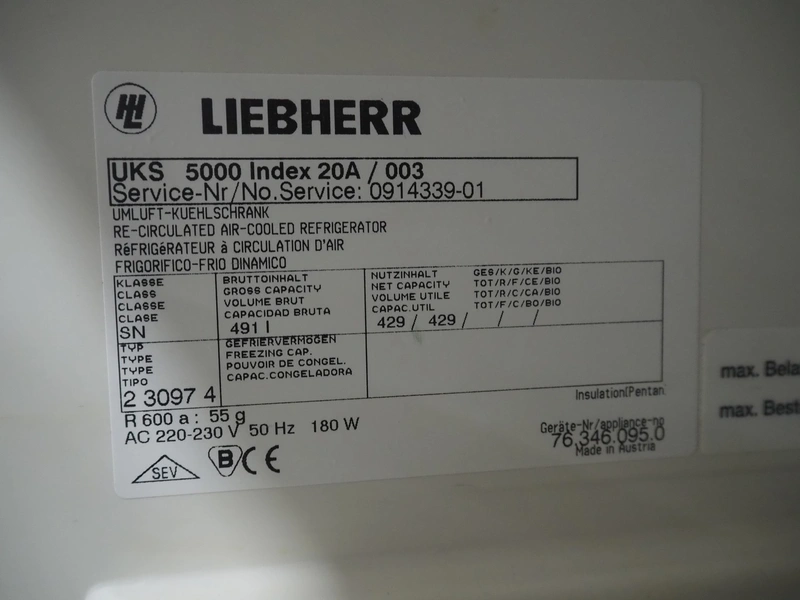 HL LIEBHERR
UKS 5000 Index 20A / 003
Service-Nr/No.Service: 0914339-01
UMLUFT-KUEHLSCHRANK
RE-CIRCULATED AIR-COOLED REFRIGERATOR
RéFRIGéRATEUR à CIRCULATION D'AIR
FRIGORIFICO-FRIO DINAMICO
KLASSE
CLASS
CLASSE
CLASE
SN
BRUTTOINHALT
GROSS CAPACITY
VOLUME BRUT
CAPACIDAD BRUTA
491 l
NUTZINHALT GES/K/G/KE/BIO
NET CAPACITY TOT/R/F/CE/BIO
VOLUME UTILE TOT/R/C/CA/BIO
CAPAC.UTIL TOT/F/C/BO/BIO
429 / 429 / / /
TYP
TYPE
TYPE
TIPO
2 3097 4
GEFRIERVERMOGEN
FREEZING CAP.
POUVOIR DE CONGEL.
CAPAC.CONGELADORA
Insulation(Pentan
R 600 a : 55 g
AC 220-230 V 50 Hz 180 W
Geräte-Nr/appliance-no
76.346.095.0
Made in Austria
SEV B CE
max. Bela
max. Best